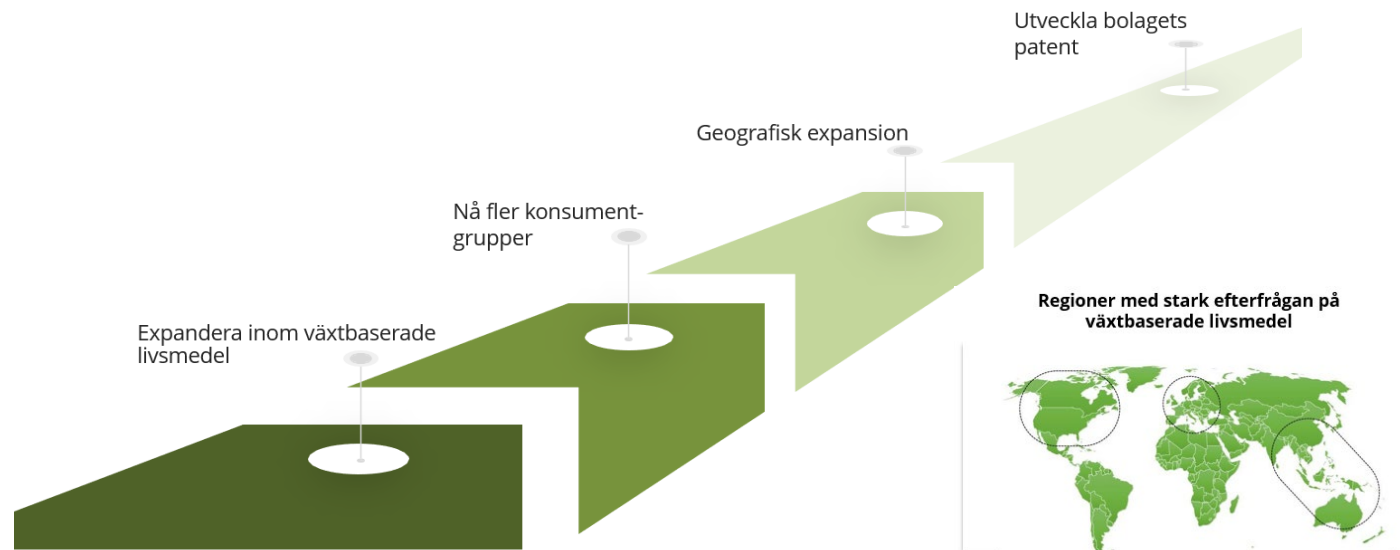 Utveckla bolagets
patent
Geografisk expansion
Nå fler konsument-
grupper
Expandera inom växtbaserade
livsmedel
Regioner med stark efterfrågan på
växtbaserade livsmedel